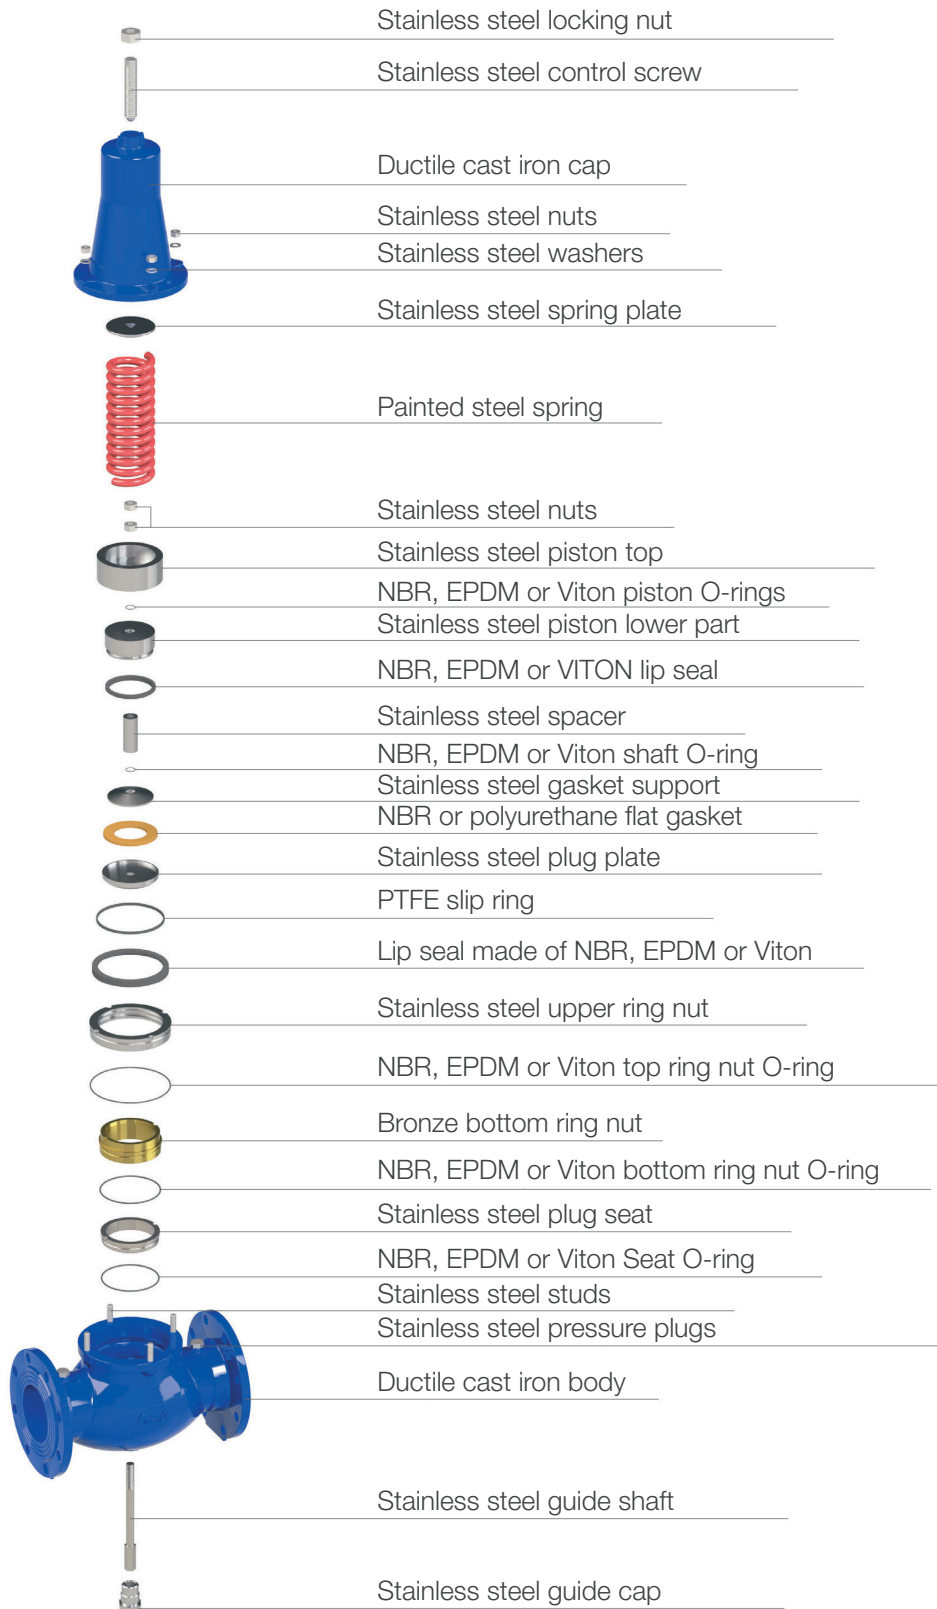 Stainless steel locking nut
Stainless steel control screw
Ductile cast iron cap
Stainless steel nuts
Stainless steel washers
Stainless steel spring plate
Painted steel spring
Stainless steel nuts
Stainless steel piston top
NBR, EPDM or Viton piston O-rings
Stainless steel piston lower part
NBR, EPDM or VITON lip seal
Stainless steel spacer
NBR, EPDM or Viton shaft O-ring
Stainless steel gasket support
NBR or polyurethane flat gasket
Stainless steel plug plate
PTFE slip ring
Lip seal made of NBR, EPDM or Viton
Stainless steel upper ring nut
NBR, EPDM or Viton top ring nut O-ring
Bronze bottom ring nut
NBR, EPDM or Viton bottom ring nut O-ring
Stainless steel plug seat
NBR, EPDM or Viton Seat O-ring
Stainless steel studs
Stainless steel pressure plugs
Ductile cast iron body
Stainless steel guide shaft
Stainless steel guide cap